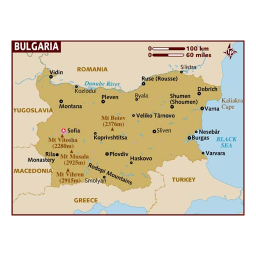 BULGARIA
0 100 km
0 60 miles
ROMANIA
Silistra
Vidin
Danube River
Ruse (Rousse)
Kozlodui
Dobrich
Montana
Pleven
Byala
Shumen
(Shoumen)
Kaliakra
Cape
Varna
YUGOSLAVIA
Mt Botev
(2376m)
Veliko Târnovo
Sofia
Mt Vitosha
(2290m)
Koprivshtitsa
Sliven
Nesebâr
Burgas
BLACK
SEA
Rila
Monastery
Mt Musala
(2925m)
Plovdiv
Haskovo
Varvara
MACEDONIA
Mt Vihren
(2915m)
Rodopi Mountains
Smolyan
TURKEY
GREECE